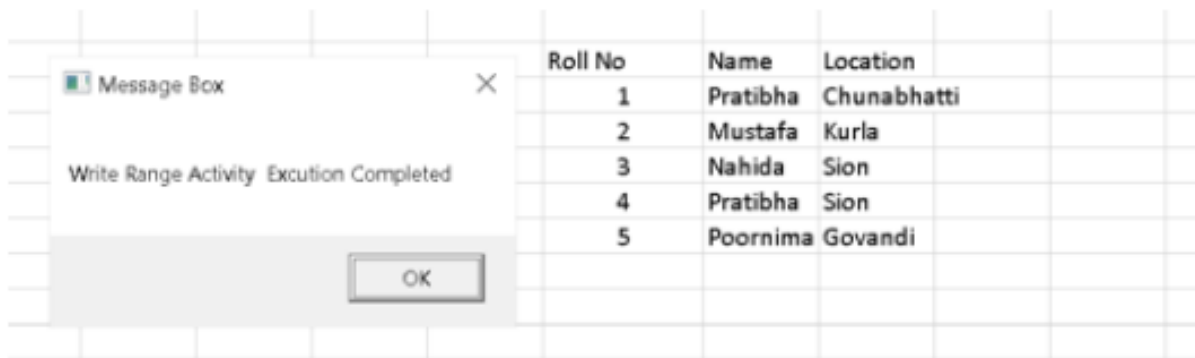 Message Box
Write Range Activity Excution Completed
OK
Roll No Name Location
1 Pratibha Chunabhatti
2 Mustafa Kurla
3 Nahida Sion
4 Pratibha Sion
5 Poornima Govandi